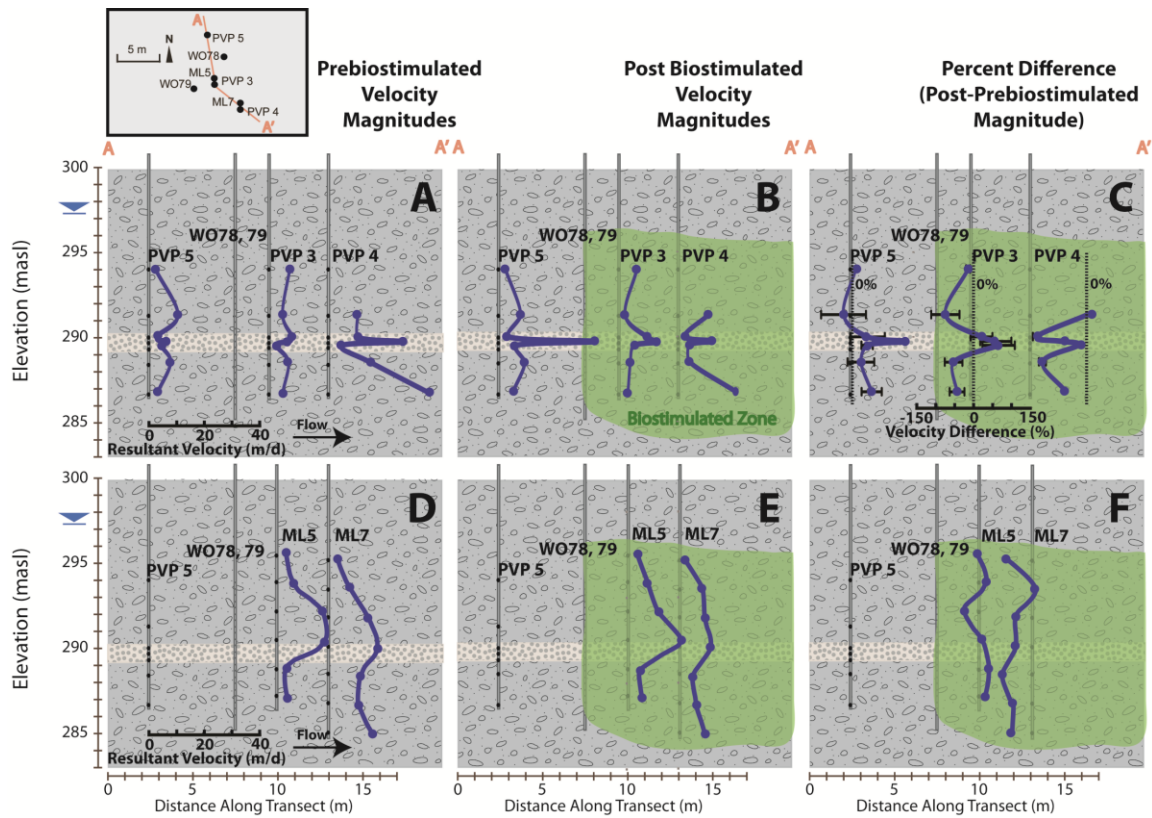 A
PVP 5
N
5 m
WO78
ML5
PVP 3
WO79
ML7
PVP 4
A'
Prebiostimulated
Velocity
Magnitudes
Post Biostimulated
Velocity
Magnitudes
Percent Difference
(Post-Prebiostimulated
Magnitude)
A
A'
A
A'
A
A'
Elevation (masl)
300
295
290
285
283
A
WO78, 79
PVP 5
PVP 3
PVP 4
0
20
40
Flow
Resultant Velocity (m/d)
B
WO78, 79
PVP 5
PVP 3
PVP 4
Biostimulated Zone
C
WO78, 79
PVP 5
PVP 3
PVP 4
0%
0%
0%
-150
0
150
Velocity Difference (%)
Elevation (masl)
300
295
290
285
283
D
ML5
ML7
WO78, 79
PVP 5
0
20
40
Flow
Resultant Velocity (m/d)
E
ML5
ML7
WO78, 79
PVP 5
F
ML5
ML7
WO78, 79
PVP 5
0
5
10
15
Distance Along Transect (m)
0
5
10
15
Distance Along Transect (m)
0
5
10
15
Distance Along Transect (m)